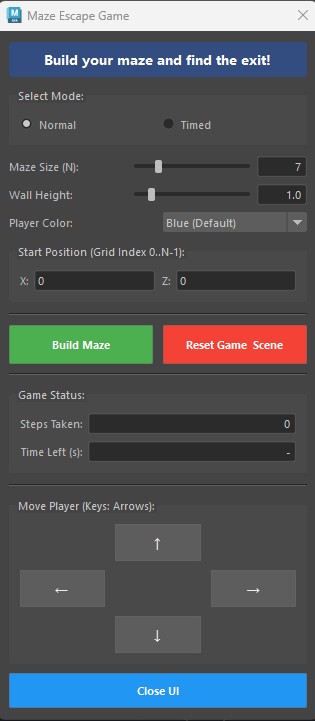 Maze Escape Game
Build your maze and find the exit!
Select Mode:
Normal Timed
Maze Size (N): 7
Wall Height: 1.0
Player Color: Blue (Default)
Start Position (Grid Index 0..N-1):
X: 0 Z: 0
Build Maze Reset Game  Scene
Game Status:
Steps Taken: 0
Time Left (s): -
Move Player (Keys: Arrows):
↑
← →
↓
Close UI